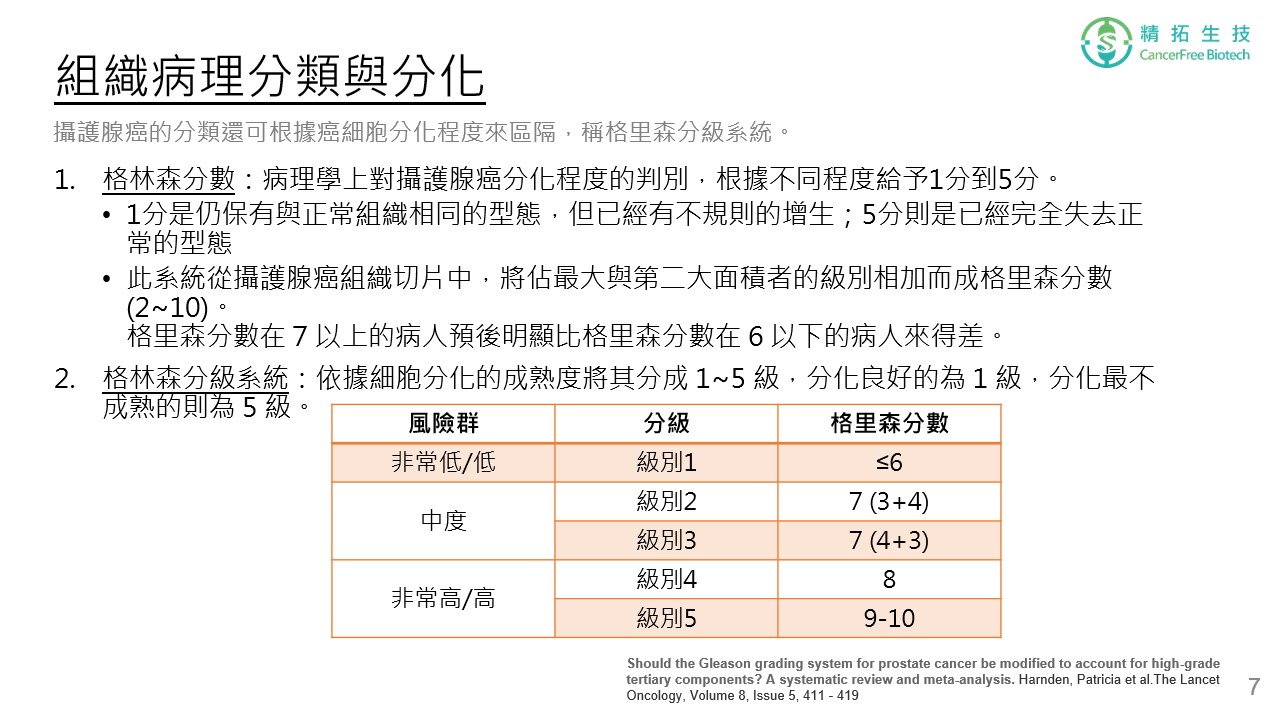 精拓生技
CancerFree Biotech
組織病理分類與分化
攝護腺癌的分類還可根據癌細胞分化程度來區隔，稱格里森分級系統。
1. 格林森分數：病理學上對攝護腺癌分化程度的判別，根據不同程度給予1分到5分。
• 1分是仍保有與正常組織相同的型態，但已經有不規則的增生；5分則是已經完全失去正
常的型態
• 此系統從攝護腺癌組織切片中，將佔最大與第二大面積者的級別相加而成格里森分數
(2~10)。
格里森分數在 7 以上的病人預後明顯比格里森分數在 6 以下的病人來得差。
2. 格林森分級系統：依據細胞分化的成熟度將其分成 1~5 級，分化良好的為 1 級，分化最不
成熟的則為 5 級。
風險群 分級 格里森分數
非常低/低 級別1 ≤6
中度 級別2 7 (3+4)
級別3 7 (4+3)
非常高/高 級別4 8
級別5 9-10
Should the Gleason grading system for prostate cancer be modified to account for high-grade
tertiary components? A systematic review and meta-analysis. Harnden, Patricia et al.The Lancet
Oncology, Volume 8, Issue 5, 411 - 419
7